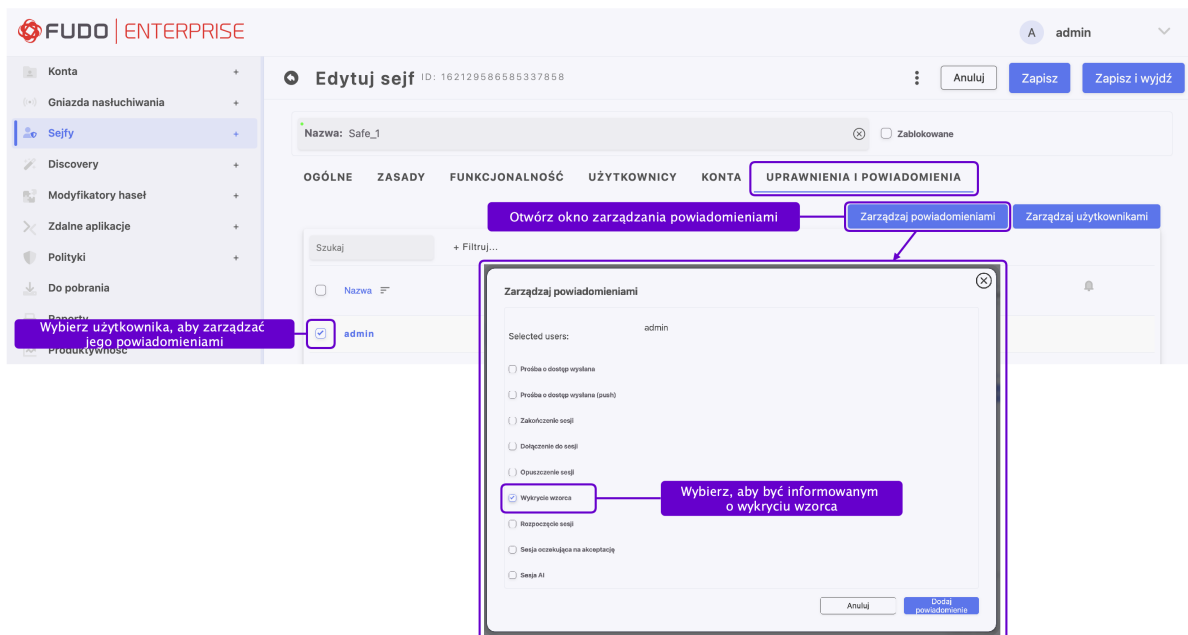 FUDO | ENTERPRISE
A admin
Konta +
Gniazda nasłuchiwania +
Sejfy +
Discovery +
Modyfikatory haseł +
Zdalne aplikacje +
Polityki +
Do pobrania
Raporty
Produktywność
Edytuj sejf ID: 162129586585337858
Anuluj
Zapisz
Zapisz i wyjdź
Nazwa: Safe_1
Zablokowane
OGÓLNE ZASADY FUNKCJONALNOŚĆ UŻYTKOWNICY KONTA UPRAWNIENIA I POWIADOMIENIA
Otwórz okno zarządzania powiadomieniami
Zarządzaj powiadomieniami
Zarządzaj użytkownikami
Szukaj
+ Filtruj...
Nazwa
Wybierz użytkownika, aby zarządzać
jego powiadomieniami
admin
Zarządzaj powiadomieniami
Selected users:
admin
Prośba o dostęp wysłana
Prośba o dostęp wysłana (push)
Zakończenie sesji
Dołączenie do sesji
Opuszczenie sesji
Wykrycie wzorca
Wybierz, aby być informowanym
o wykryciu wzorca
Rozpoczęcie sesji
Sesja oczekująca na akceptację
Sesja AI
Anuluj
Dodaj
powiadomienie